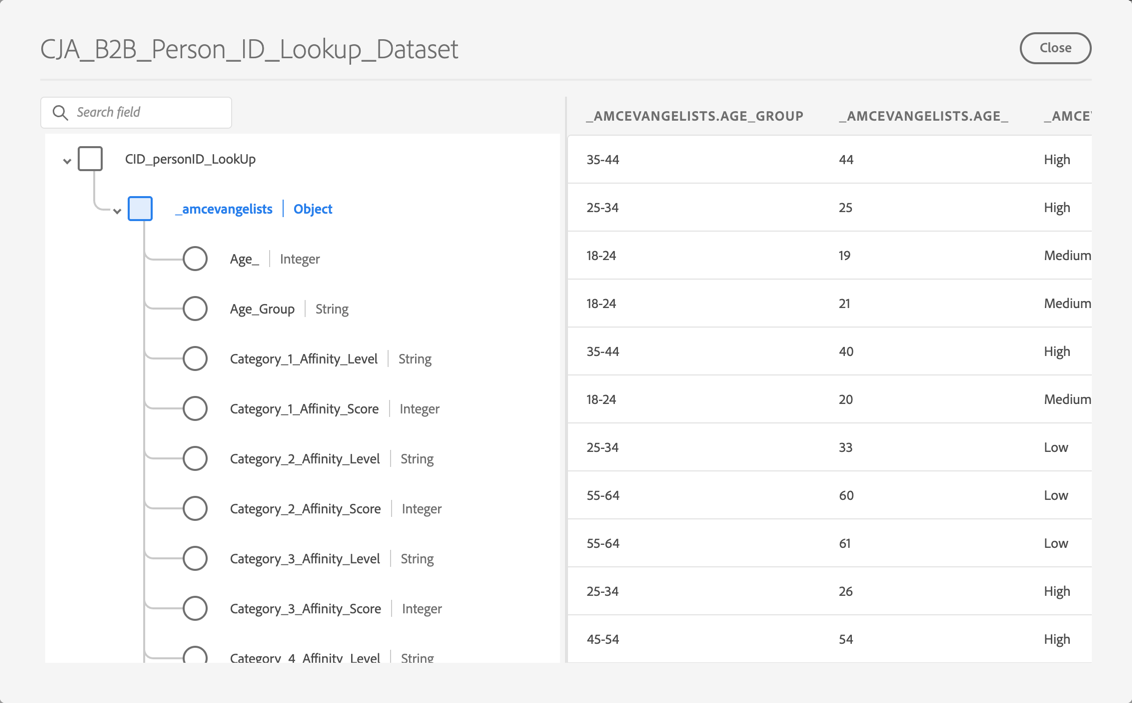 CJA_B2B_Person_ID_Lookup_Dataset
Close
Search field
CID_personID_LookUp
_amcevangelists Object
Age_ Integer
Age_Group String
Category_1_Affinity_Level String
Category_1_Affinity_Score Integer
Category_2_Affinity_Level String
Category_2_Affinity_Score Integer
Category_3_Affinity_Level String
Category_3_Affinity_Score Integer
Category_4_Affinity_Level String
_AMCEVANGELISTS.AGE_GROUP _AMCEVANGELISTS.AGE_ _AMCE
35-44 44 High
25-34 25 High
18-24 19 Medium
18-24 21 Medium
35-44 40 High
18-24 20 Medium
25-34 33 Low
55-64 60 Low
55-64 61 Low
25-34 26 High
45-54 54 High